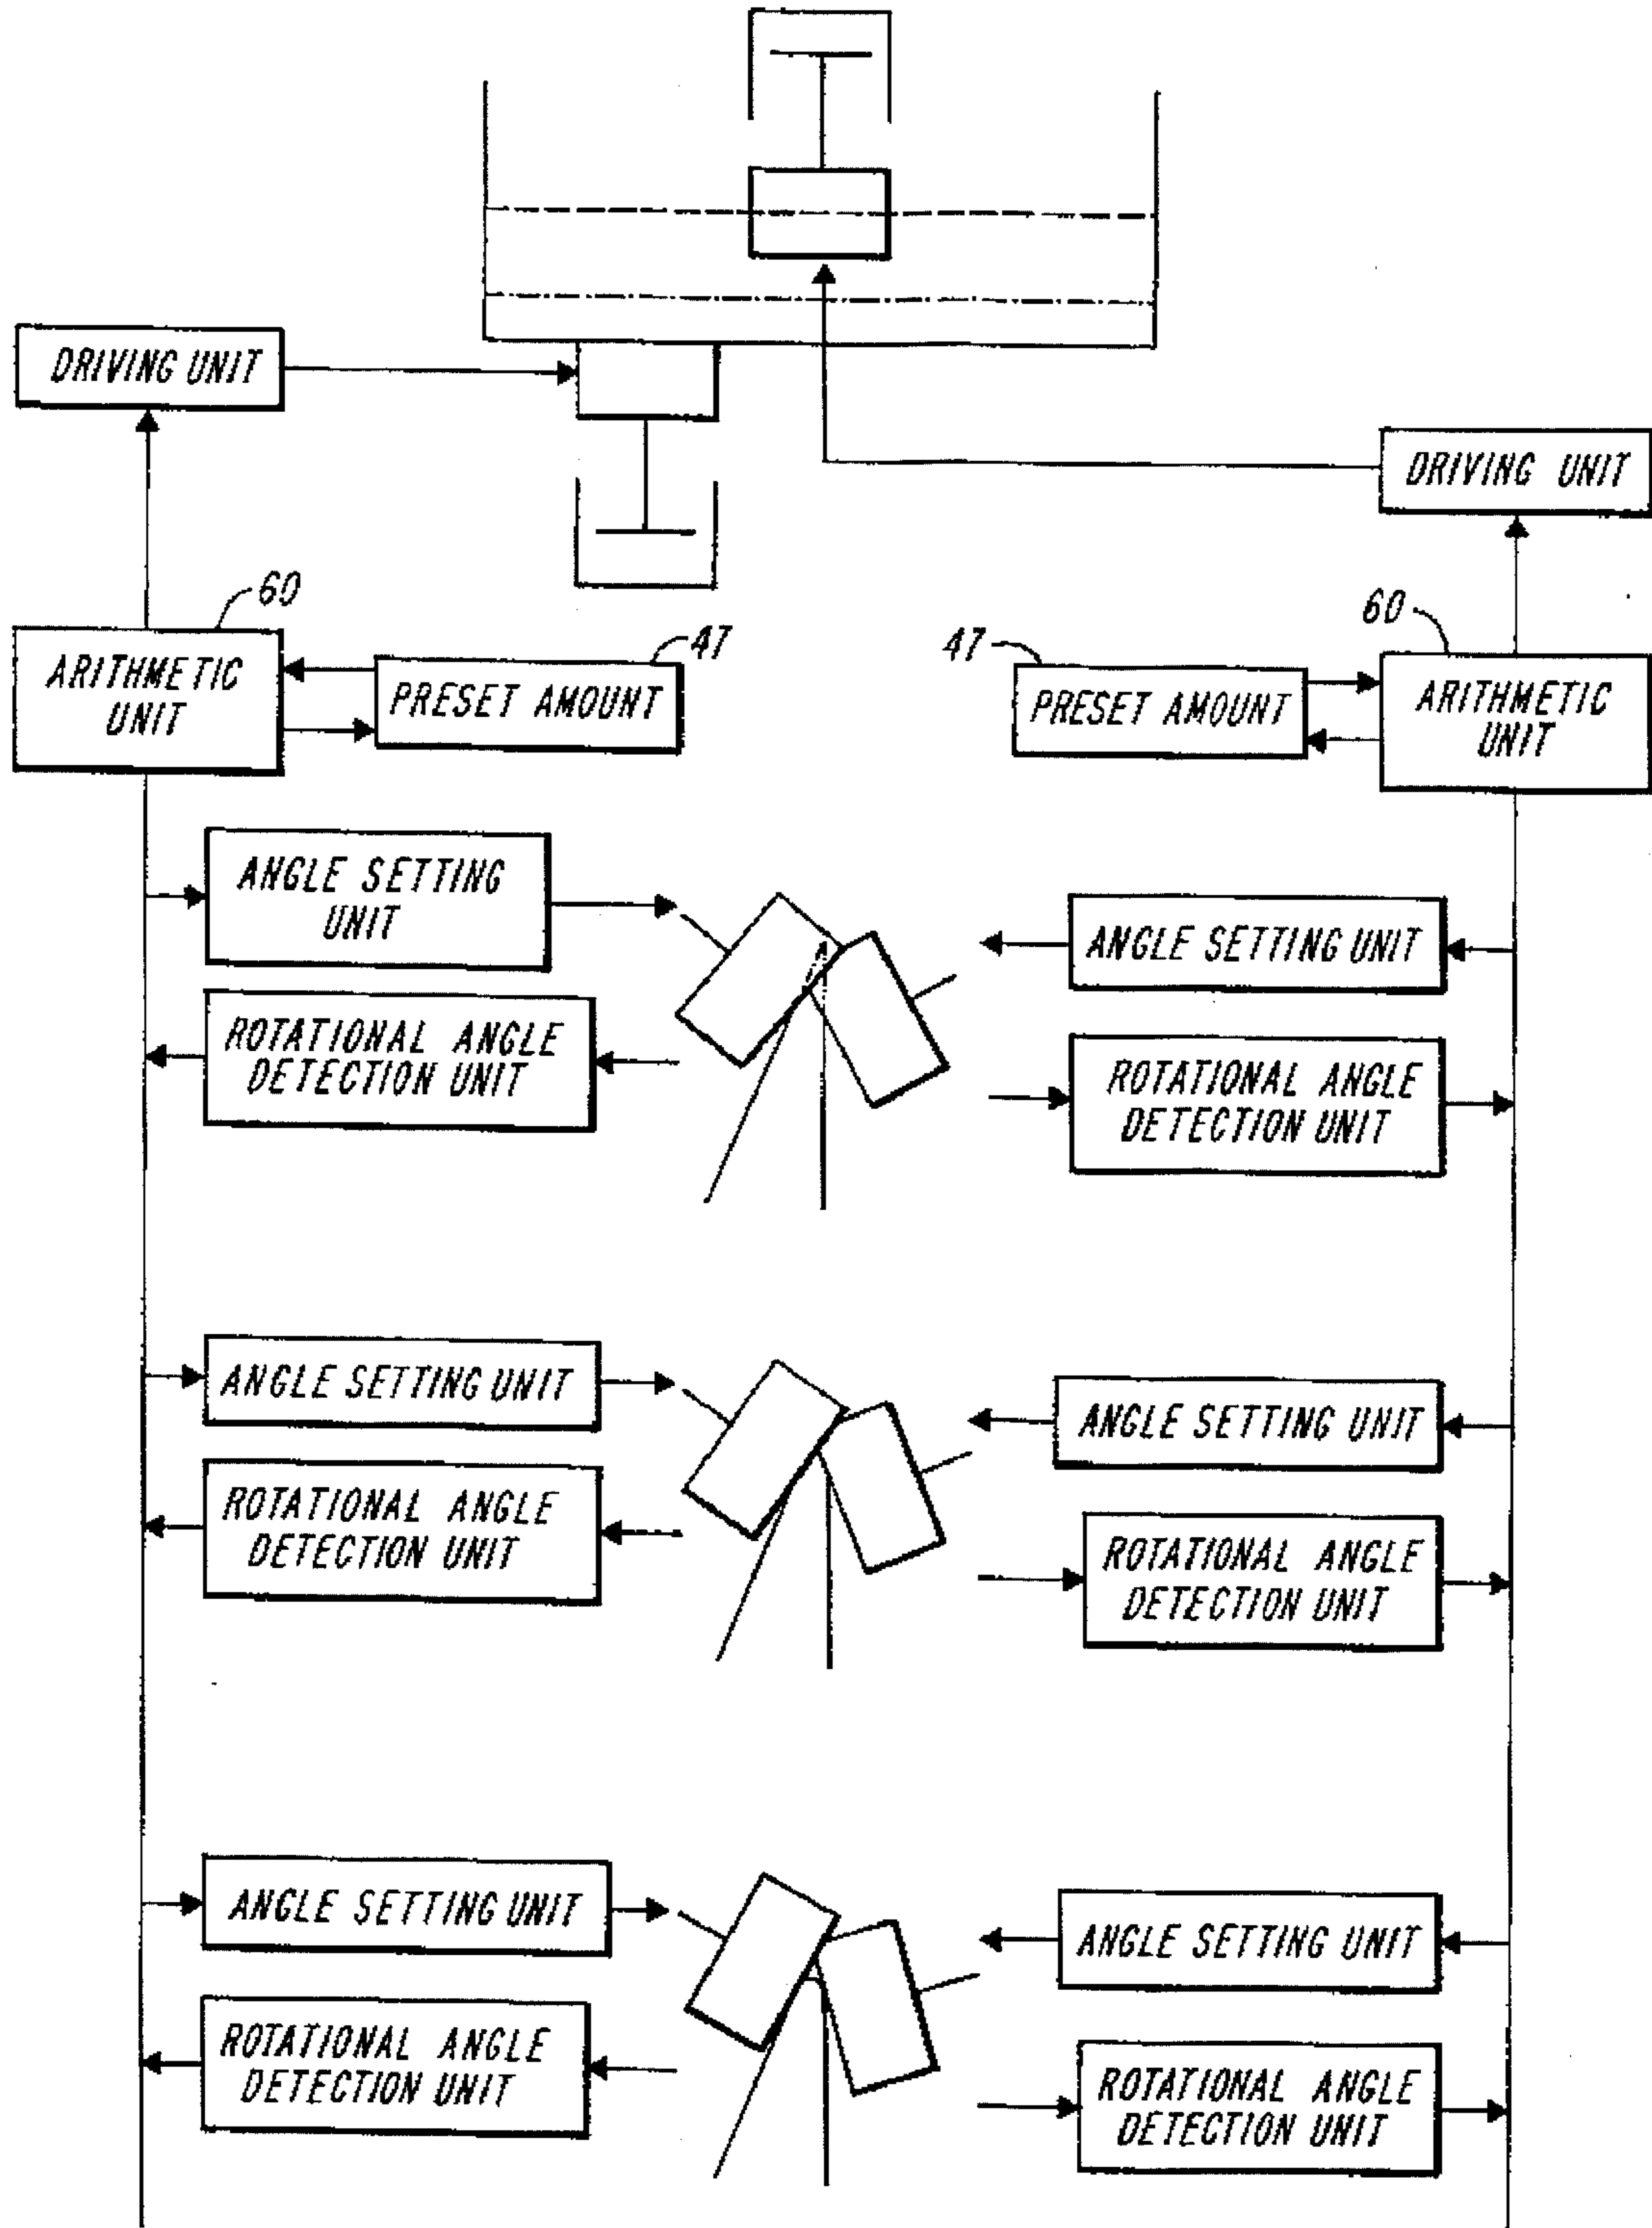 DRIVING UNIT
DRIVING UNIT
60
ARITHMETIC
UNIT
47
PRESET AMOUNT
47
PRESET AMOUNT
60
ARITHMETIC
UNIT
ANGLE SETTING
UNIT
ANGLE SETTING UNIT
ROTATIONAL ANGLE
DETECTION UNIT
ROTATIONAL ANGLE
DETECTION UNIT
ANGLE SETTING UNIT
ANGLE SETTING UNIT
ROTATIONAL ANGLE
DETECTION UNIT
ROTATIONAL ANGLE
DETECTION UNIT
ANGLE SETTING UNIT
ANGLE SETTING UNIT
ROTATIONAL ANGLE
DETECTION UNIT
ROTATIONAL ANGLE
DETECTION UNIT